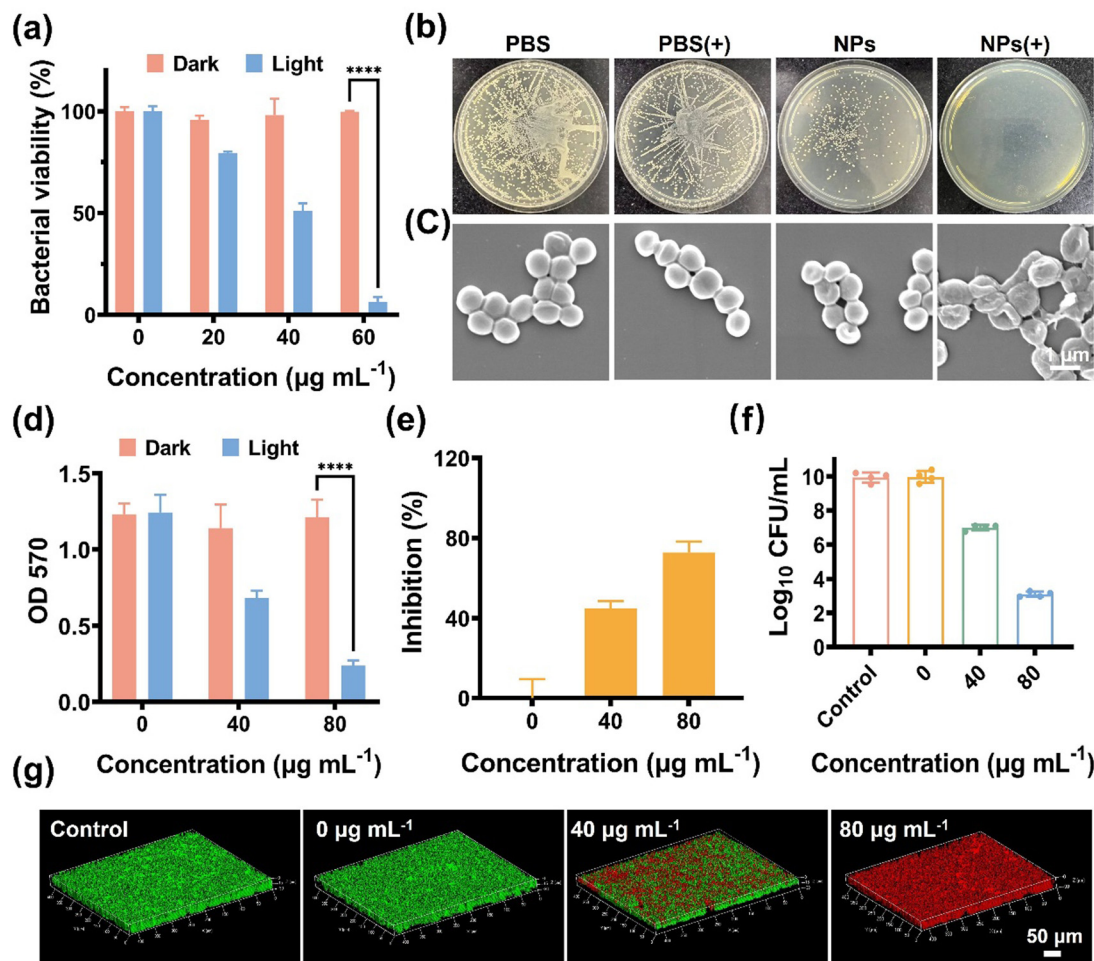 (a)
Dark Light
****
Bacterial viability (%)
100
50
0
0 20 40 60
Concentration (µg mL⁻¹)
(b)
PBS PBS(+) NPs NPs(+)
(C)
1 µm
(d)
Dark Light
****
OD 570
1.5
1.0
0.5
0.0
0 40 80
Concentration (µg mL⁻¹)
(e)
Inhibition (%)
120
80
40
0
0 40 80
Concentration (µg mL⁻¹)
(f)
Log₁₀ CFU/mL
10
8
6
4
2
0
Control 0 40 80
Concentration (µg mL⁻¹)
(g)
Control 0 µg mL⁻¹ 40 µg mL⁻¹ 80 µg mL⁻¹
50 µm